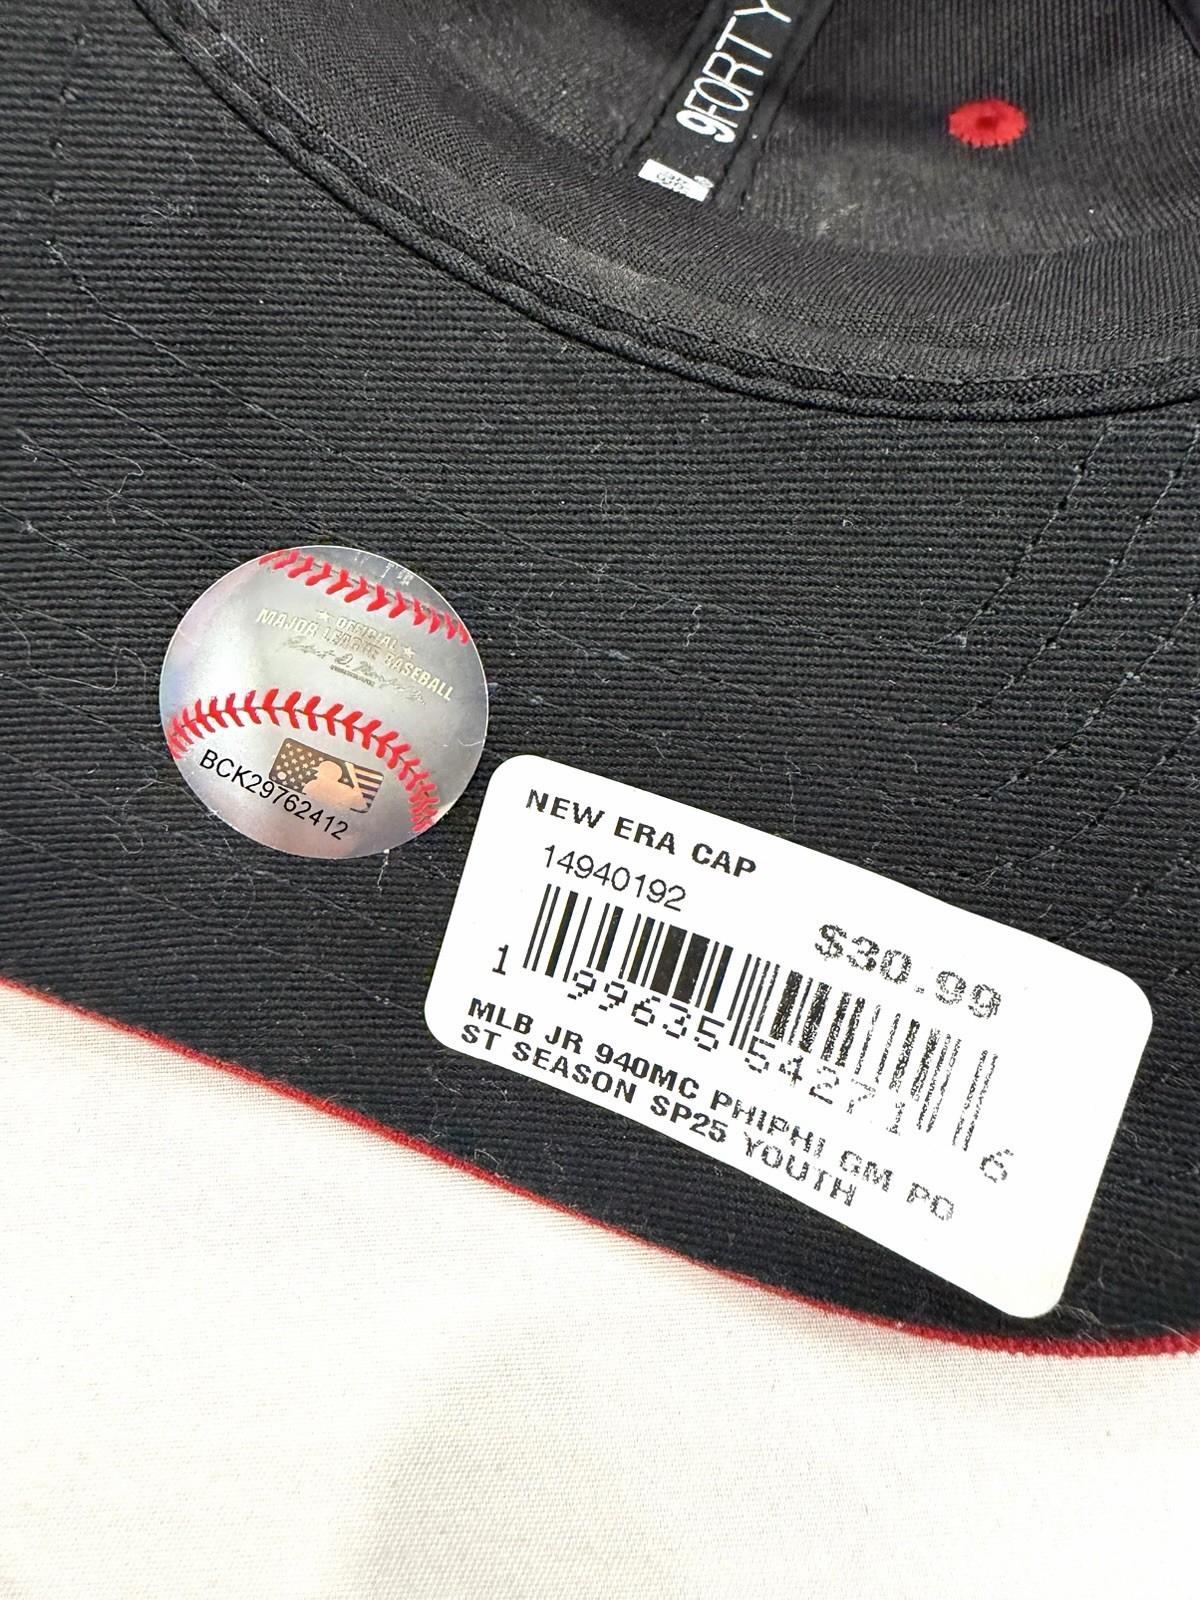 9FORTY
OFFICIAL
MAJOR LEAGUE BASEBALL
BCK29762412
NEW ERA CAP
14940192
$30.99
1 99635 54271 6
MLB JR 940MC PHIPHI GM PO
ST SEASON SP25 YOUTH